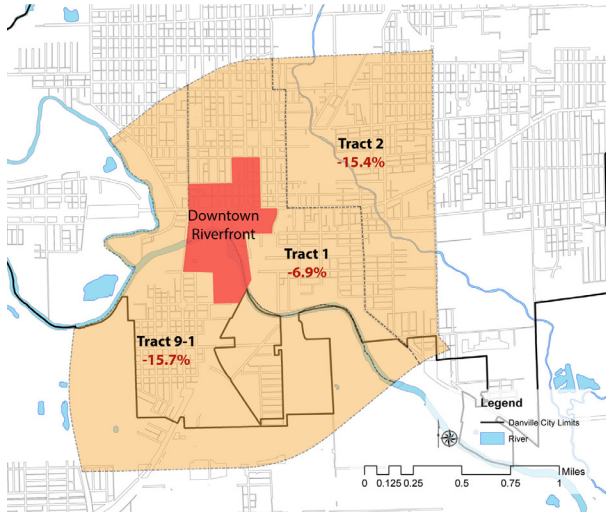 Tract 2
-15.4%
Downtown
Riverfront
Tract 1
-6.9%
Tract 9-1
-15.7%
Legend
Danville City Limits
River
0 0.125 0.25 0.5 0.75 1 Miles